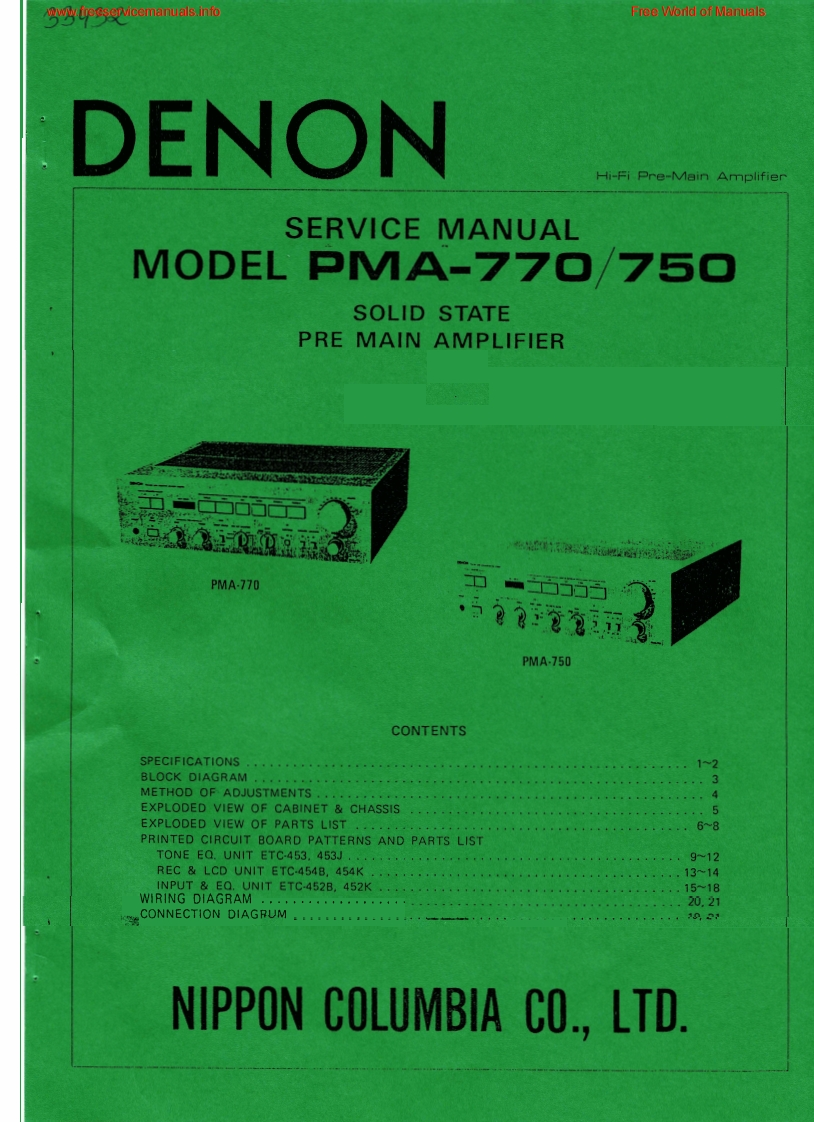 www.freeservicemanuals.info
Free World of Manuals
DENON
Hi-Fi Pre-Main Amplifier
SERVICE MANUAL
MODEL PMA-770/750
SOLID STATE
PRE MAIN AMPLIFIER
PMA-770
PMA-750
CONTENTS
SPECIFICATIONS 1~2
BLOCK DIAGRAM 3
METHOD OF ADJUSTMENTS 4
EXPLODED VIEW OF CABINET & CHASSIS 5
EXPLODED VIEW OF PARTS LIST 6~8
PRINTED CIRCUIT BOARD PATTERNS AND PARTS LIST
TONE EQ. UNIT ETC-453, 453J 9~12
REC & LCD UNIT ETC-454B, 454K 13~14
INPUT & EQ. UNIT ETC-452B, 452K 15~18
WIRING DIAGRAM 20, 21
CONNECTION DIAGRUM
NIPPON COLUMBIA CO., LTD.